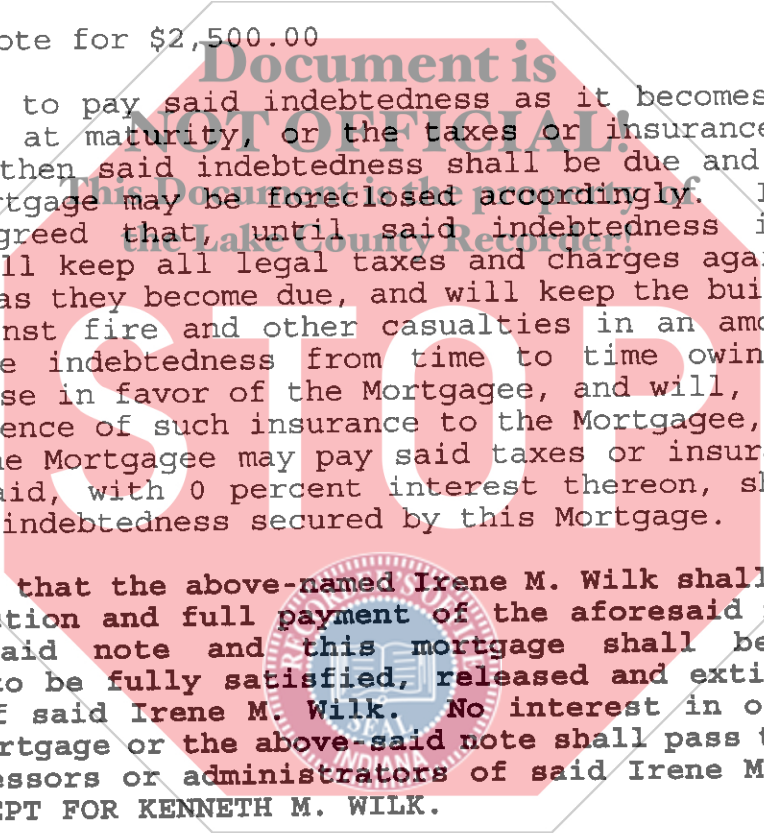 ote for $2,500.00
Document is
to pay said indebtedness as it becomes
NOT OFFICIAL!
at maturity, or the taxes or insurance
then said indebtedness shall be due and
This Document is the property of
rtgage may be foreclosed accordingly.
the Lake County Recorder!
greed that, until said indebtedness i
ll keep all legal taxes and charges agai
as they become due, and will keep the bui
nst fire and other casualties in an amo
e indebtedness from time to time owin
se in favor of the Mortgagee, and will,
ence of such insurance to the Mortgagee,
he Mortgagee may pay said taxes or insur
aid, with 0 percent interest thereon, sh
indebtedness secured by this Mortgage.
STOP
that the above-named Irene M. Wilk shall
tion and full payment of the aforesaid
aid note and this mortgage shall be
to be fully satisfied, released and exti
f said Irene M. Wilk. No interest in o
rtgage or the above-said note shall pass t
essors or administrators of said Irene M
EPT FOR KENNETH M. WILK.
SEAL
INDIANA